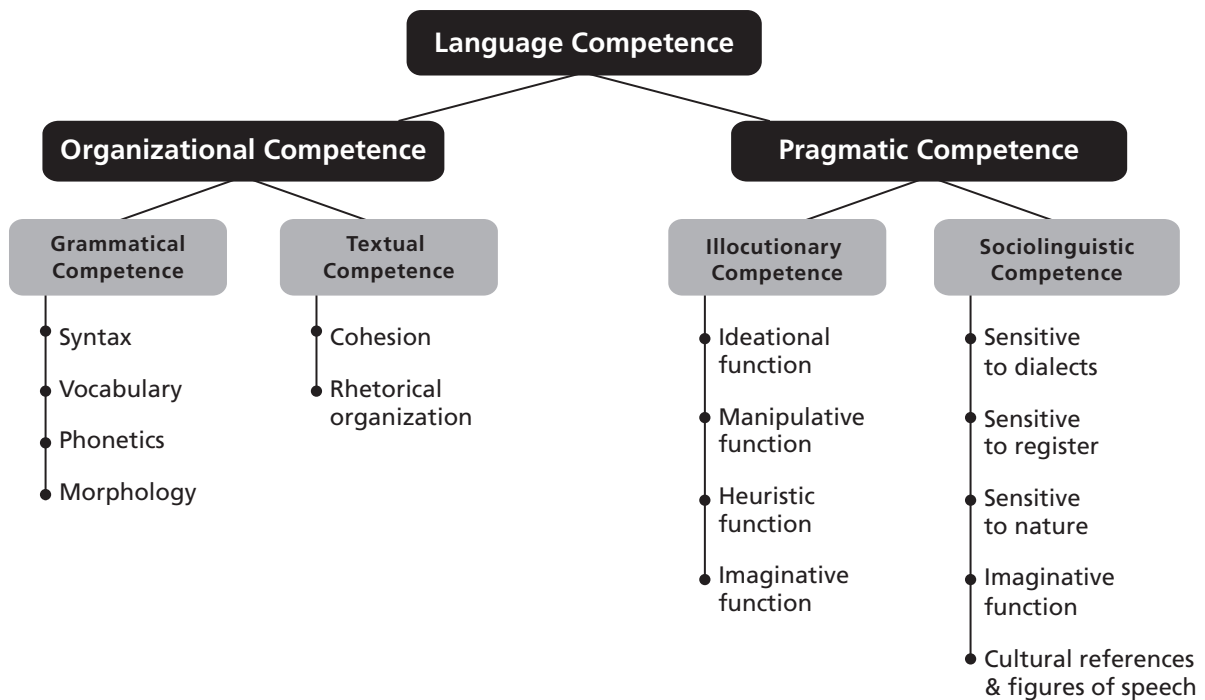 Language Competence
Organizational Competence
Pragmatic Competence
Grammatical
Competence
Textual
Competence
Illocutionary
Competence
Sociolinguistic
Competence
Syntax
Vocabulary
Phonetics
Morphology
Cohesion
Rhetorical
organization
Ideational
function
Manipulative
function
Heuristic
function
Imaginative
function
Sensitive
to dialects
Sensitive
to register
Sensitive
to nature
Imaginative
function
Cultural references
& figures of speech